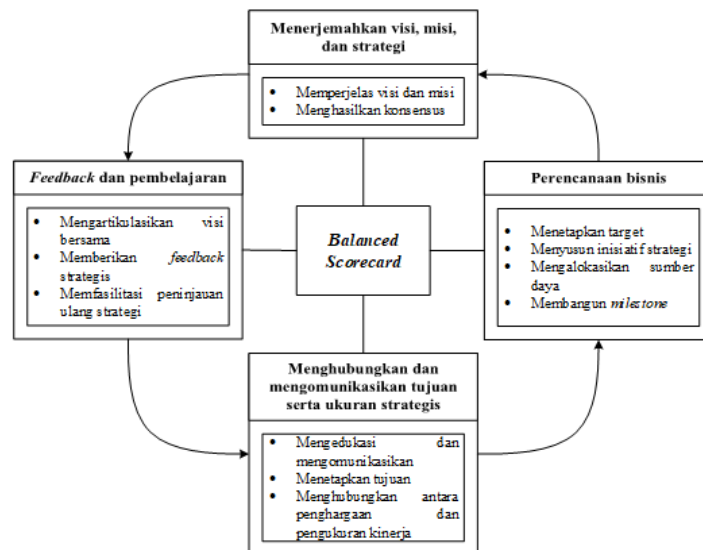 Menerjemahkan visi, misi,
dan strategi
• Memperjelas visi dan misi
• Menghasilkan konsensus
Feedback dan pembelajaran
• Mengartikulasikan visi
bersama
• Memberikan feedback
strategis
• Memfasilitasi peninjauan
ulang strategi
Balanced
Scorecard
Perencanaan bisnis
• Menetapkan target
• Menyusun inisiatif strategi
• Mengalokasikan sumber
daya
• Membangun milestone
Menghubungkan dan
mengomunikasikan tujuan
serta ukuran strategis
• Mengedukasi dan
mengomunikasikan
• Menetapkan tujuan
• Menghubungkan antara
penghargaan dan
pengukuran kinerja